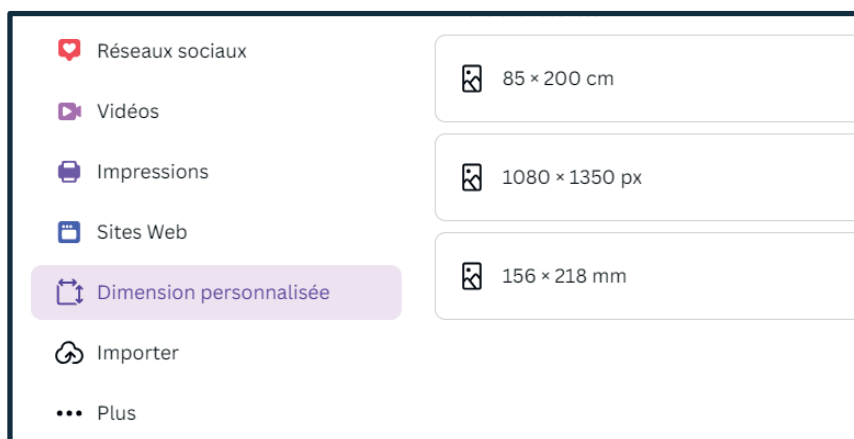 Réseaux sociaux
Vidéos
Impressions
Sites Web
Dimension personnalisée
Importer
Plus
85 × 200 cm
1080 × 1350 px
156 × 218 mm